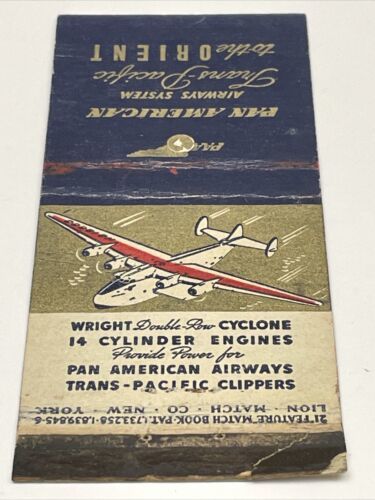 PAN AMERICAN
AIRWAYS SYSTEM
Trans-Pacific
to the ORIENT
WRIGHT Double-Row CYCLONE
14 CYLINDER ENGINES
Provide Power for
PAN AMERICAN AIRWAYS
TRANS-PACIFIC CLIPPERS
21 FEATURE MATCH BOOK-PAT. 1,733,258-1,839,845-6
LION · MATCH · CO · NEW · YORK